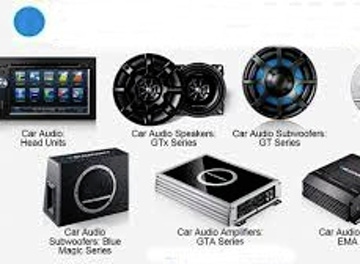 Car Audio:
Head Units
Car Audio Speakers:
GTx Series
Car Audio Subwoofers:
GT Series
Car Audio
Subwoofers: Blue
Magic Series
Car Audio Amplifiers:
GTA Series
Car Audio
EMA